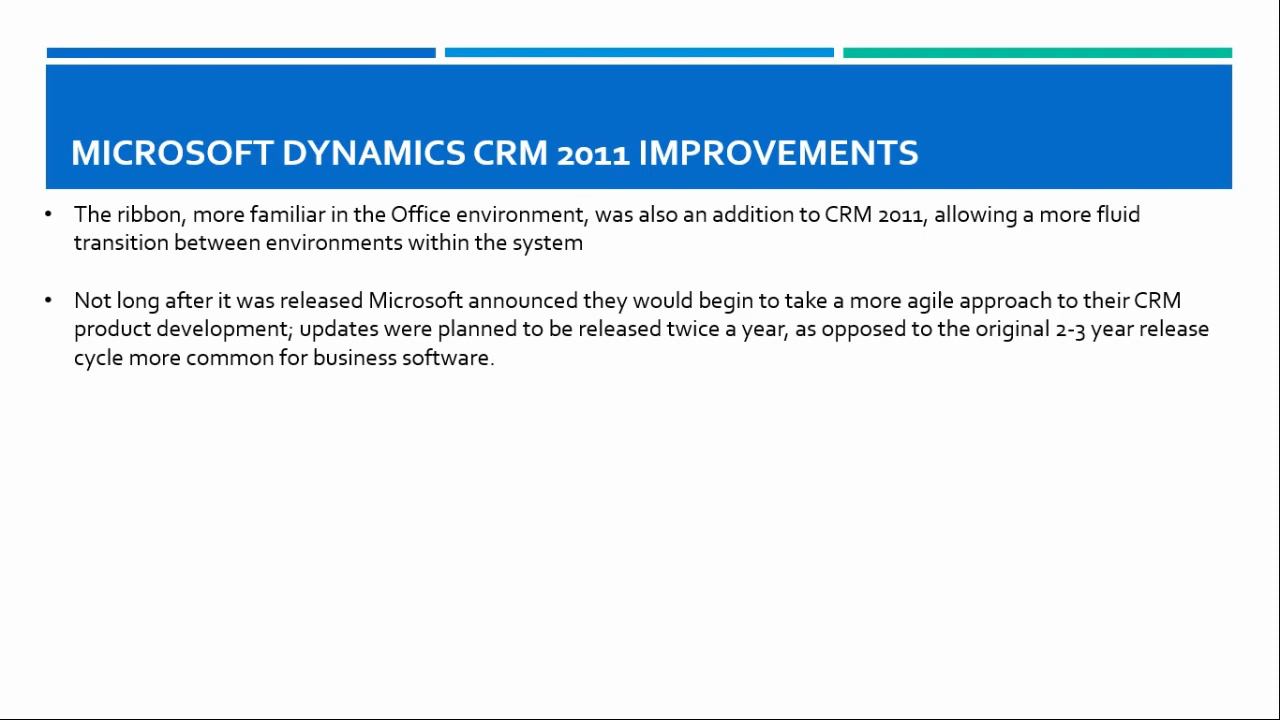 MICROSOFT DYNAMICS CRM 2011 IMPROVEMENTS
• The ribbon, more familiar in the Office environment, was also an addition to CRM 2011, allowing a more fluid
transition between environments within the system
• Not long after it was released Microsoft announced they would begin to take a more agile approach to their CRM
product development; updates were planned to be released twice a year, as opposed to the original 2-3 year release
cycle more common for business software.